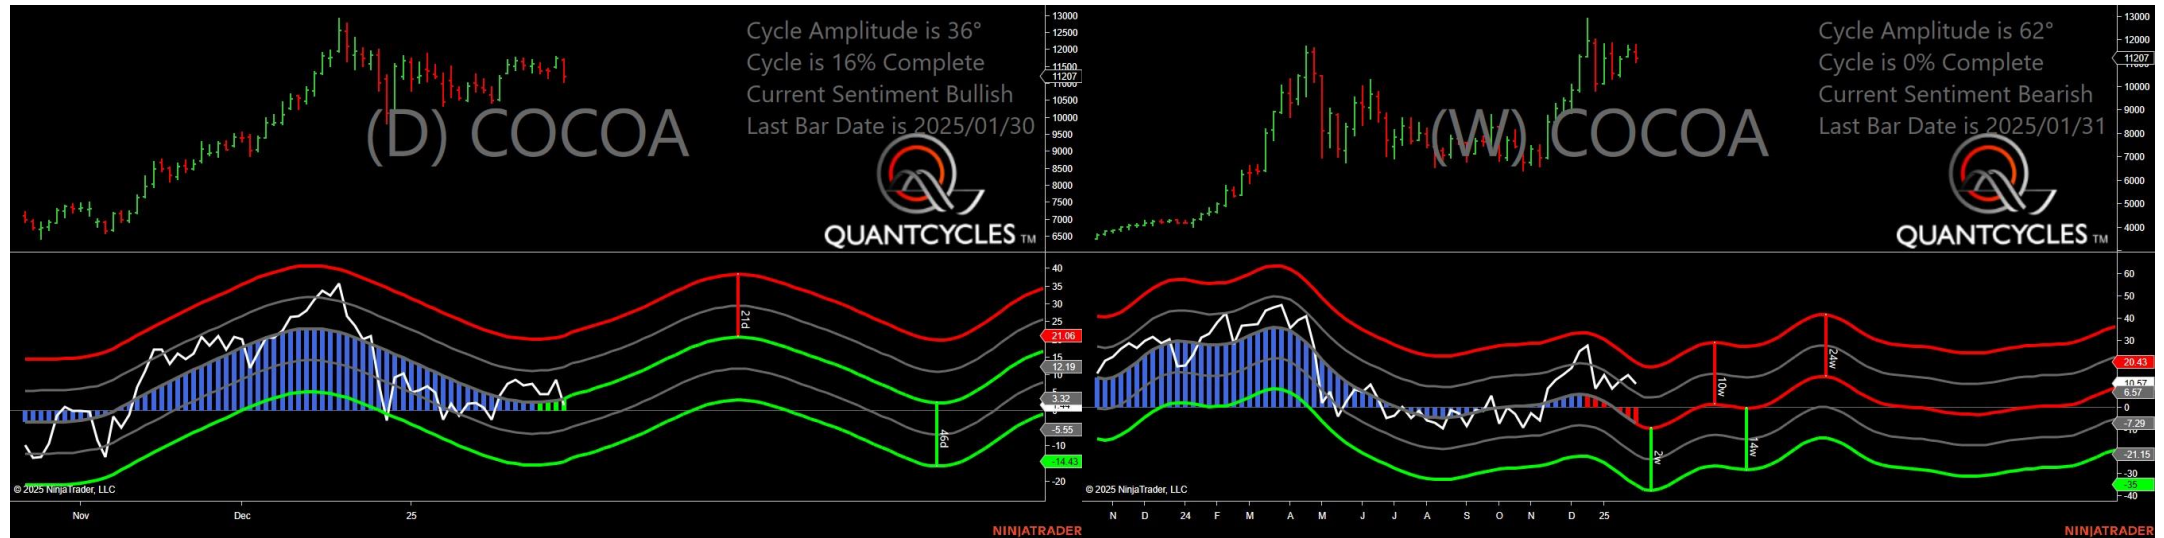 Cycle Amplitude is 36°
Cycle is 16% Complete
Current Sentiment Bullish
Last Bar Date is 2025/01/30
(D) COCOA
QUANTCYCLES TM
13000
12500
12000
11500
11207
10500
10000
9500
9000
8500
8000
7500
7000
6500
40
35
30
25
21.06
15
12.19
10
5
3.32
-5.55
-10
-14.43
-20
21d
46d
© 2025 NinjaTrader, LLC
Nov
Dec
25
NINJATRADER
Cycle Amplitude is 62°
Cycle is 0% Complete
Current Sentiment Bearish
Last Bar Date is 2025/01/31
(W) COCOA
QUANTCYCLES TM
13000
12000
11207
10000
9000
8000
7000
6000
5000
4000
60
50
40
30
20.43
10.57
6.57
0
-7.29
-21.15
-30
-35
-40
10w
24w
2w
14w
© 2025 NinjaTrader, LLC
N D 24 F M A M J J A S O N D 25
NINJATRADER